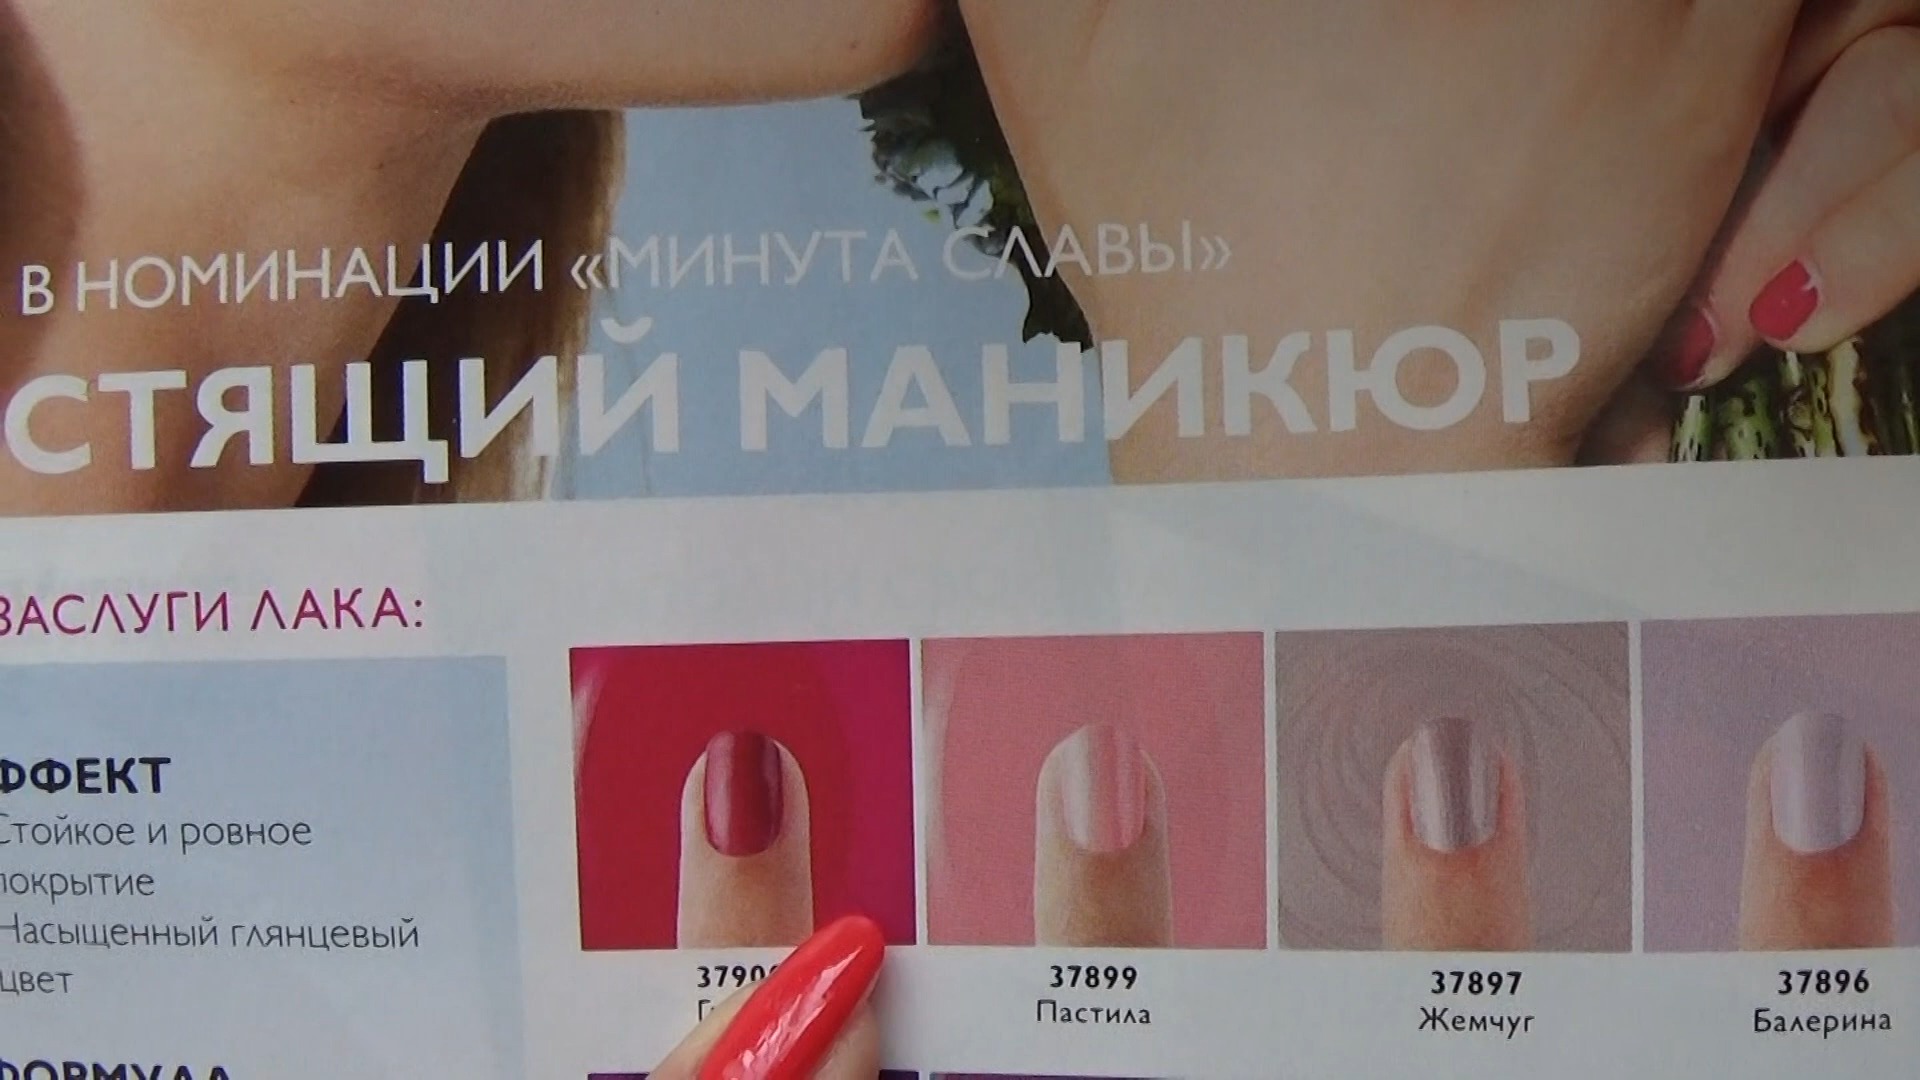 В НОМИНАЦИИ «МИНУТА СЛАВЫ»
СТЯЩИЙ МАНИКЮР
ЗАСЛУГИ ЛАКА:
ФФЕКТ
Стойкое и ровное
покрытие
Насыщенный глянцевый
цвет
37899
Пастила
37897
Жемчуг
37896
Балерина